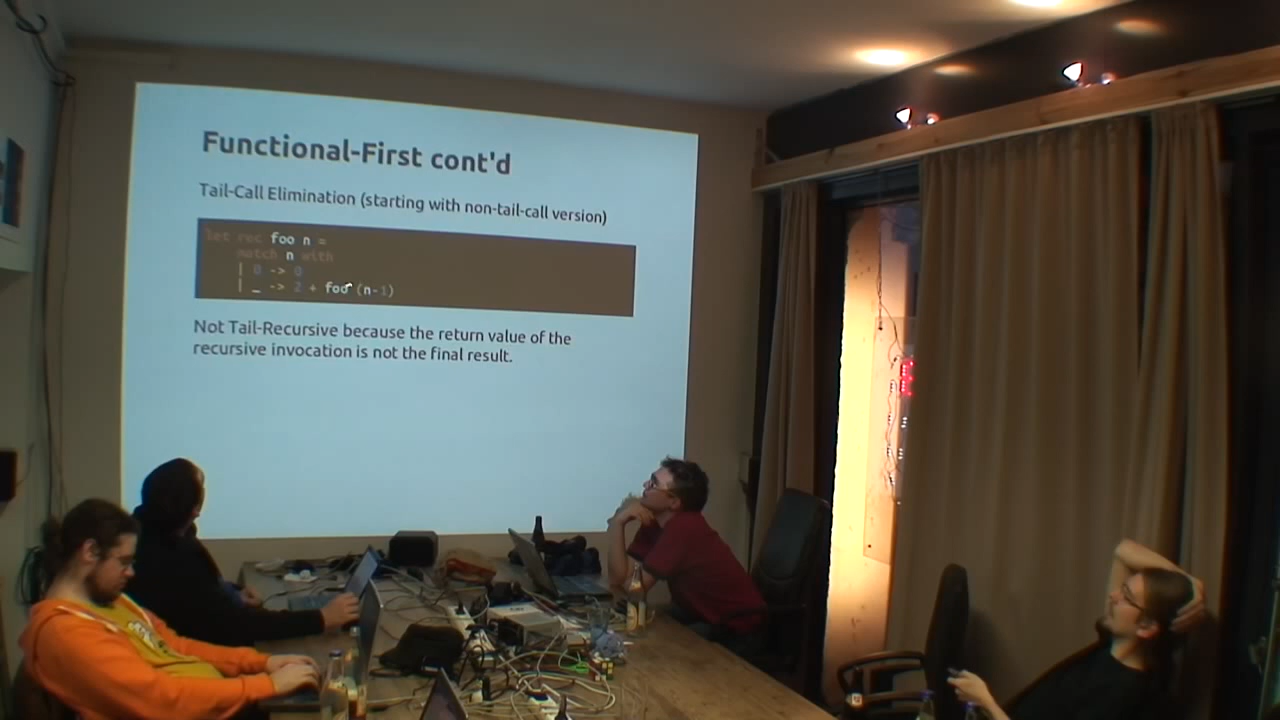 Functional-First cont'd
Tail-Call Elimination (starting with non-tail-call version)
let rec foo n =
match n with
| 0 -> 0
| _ -> 2 + foo (n-1)
Not Tail-Recursive because the return value of the
recursive invocation is not the final result.